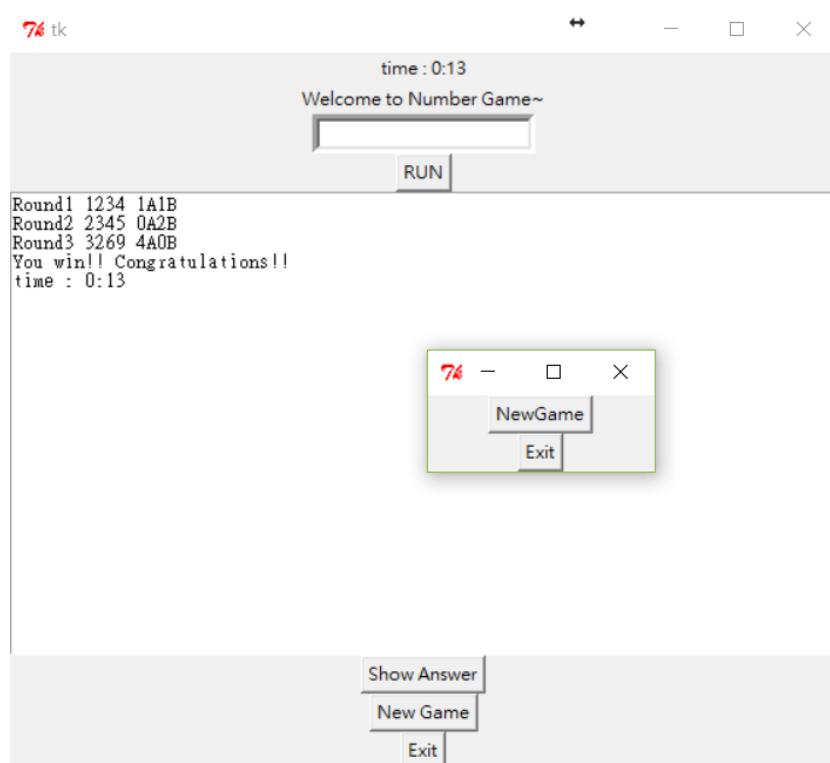 tk
time : 0:13
Welcome to Number Game~
RUN
Round1 1234 1A1B
Round2 2345 0A2B
Round3 3269 4A0B
You win!! Congratulations!!
time : 0:13
NewGame
Exit
Show Answer
New Game
Exit